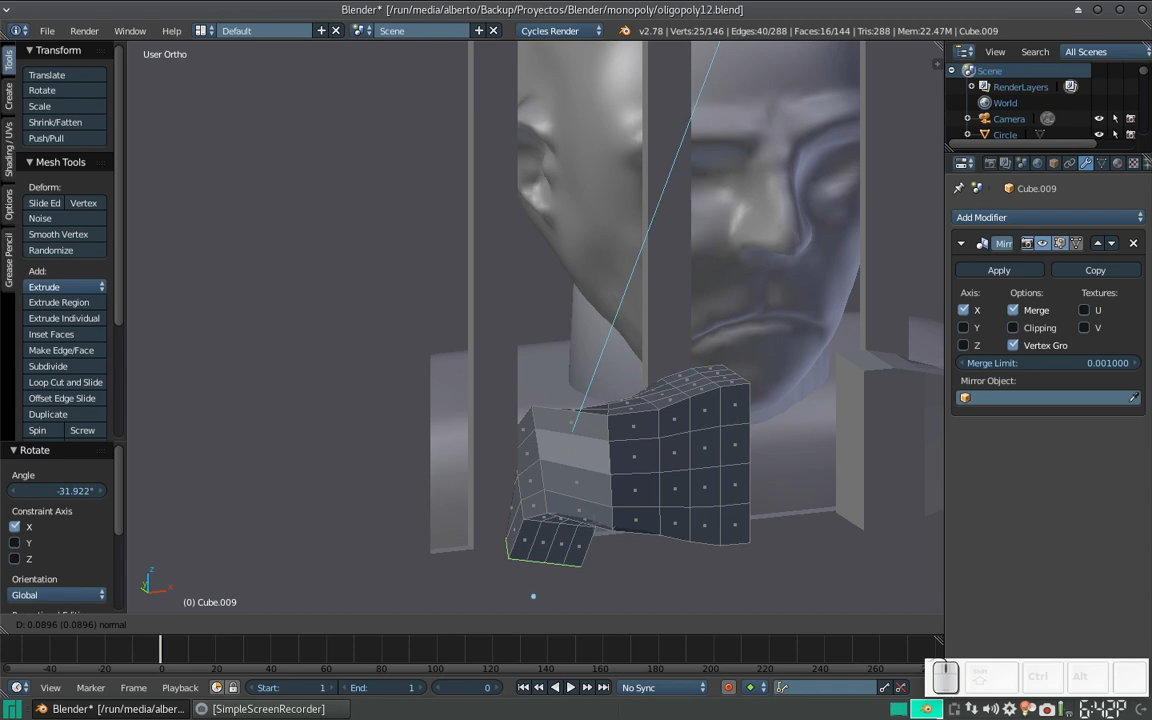 Blender* [/run/media/alberto/Backup/Proyectos/Blender/monopoly/oligopoly12.blend]
File Render Window Help Default Scene Cycles Render v2.78 | Verts:25/146 | Edges:40/288 | Faces:16/144 | Tris:288 | Mem:22.47M | Cube.009
Tools
Create
Shading / UVs
Options
Grease Pencil
Transform
Translate
Rotate
Scale
Shrink/Fatten
Push/Pull
Mesh Tools
Deform:
Slide Ed Vertex
Noise
Smooth Vertex
Randomize
Add:
Extrude
Extrude Region
Extrude Individual
Inset Faces
Make Edge/Face
Subdivide
Loop Cut and Slide
Offset Edge Slide
Duplicate
Spin Screw
Rotate
Angle
-31.922°
Constraint Axis
X
Y
Z
Orientation
Global
User Ortho
z
y
x
(0) Cube.009
D: 0.0896 (0.0896) normal
View Search All Scenes
Scene
RenderLayers
World
Camera
Circle
Cube.009
Add Modifier
Mirr
Apply Copy
Axis: Options: Textures:
X Merge U
Y Clipping V
Z Vertex Gro
Merge Limit: 0.001000
Mirror Object:
-40 -20 0 20 40 60 80 100 120 140 160 180 200 220 240 260
View Marker Frame Playback Start: 1 End: 1 0 No Sync
Shift
Ctrl Alt
Blender* [/run/media/alber... [SimpleScreenRecorder] 6:42P